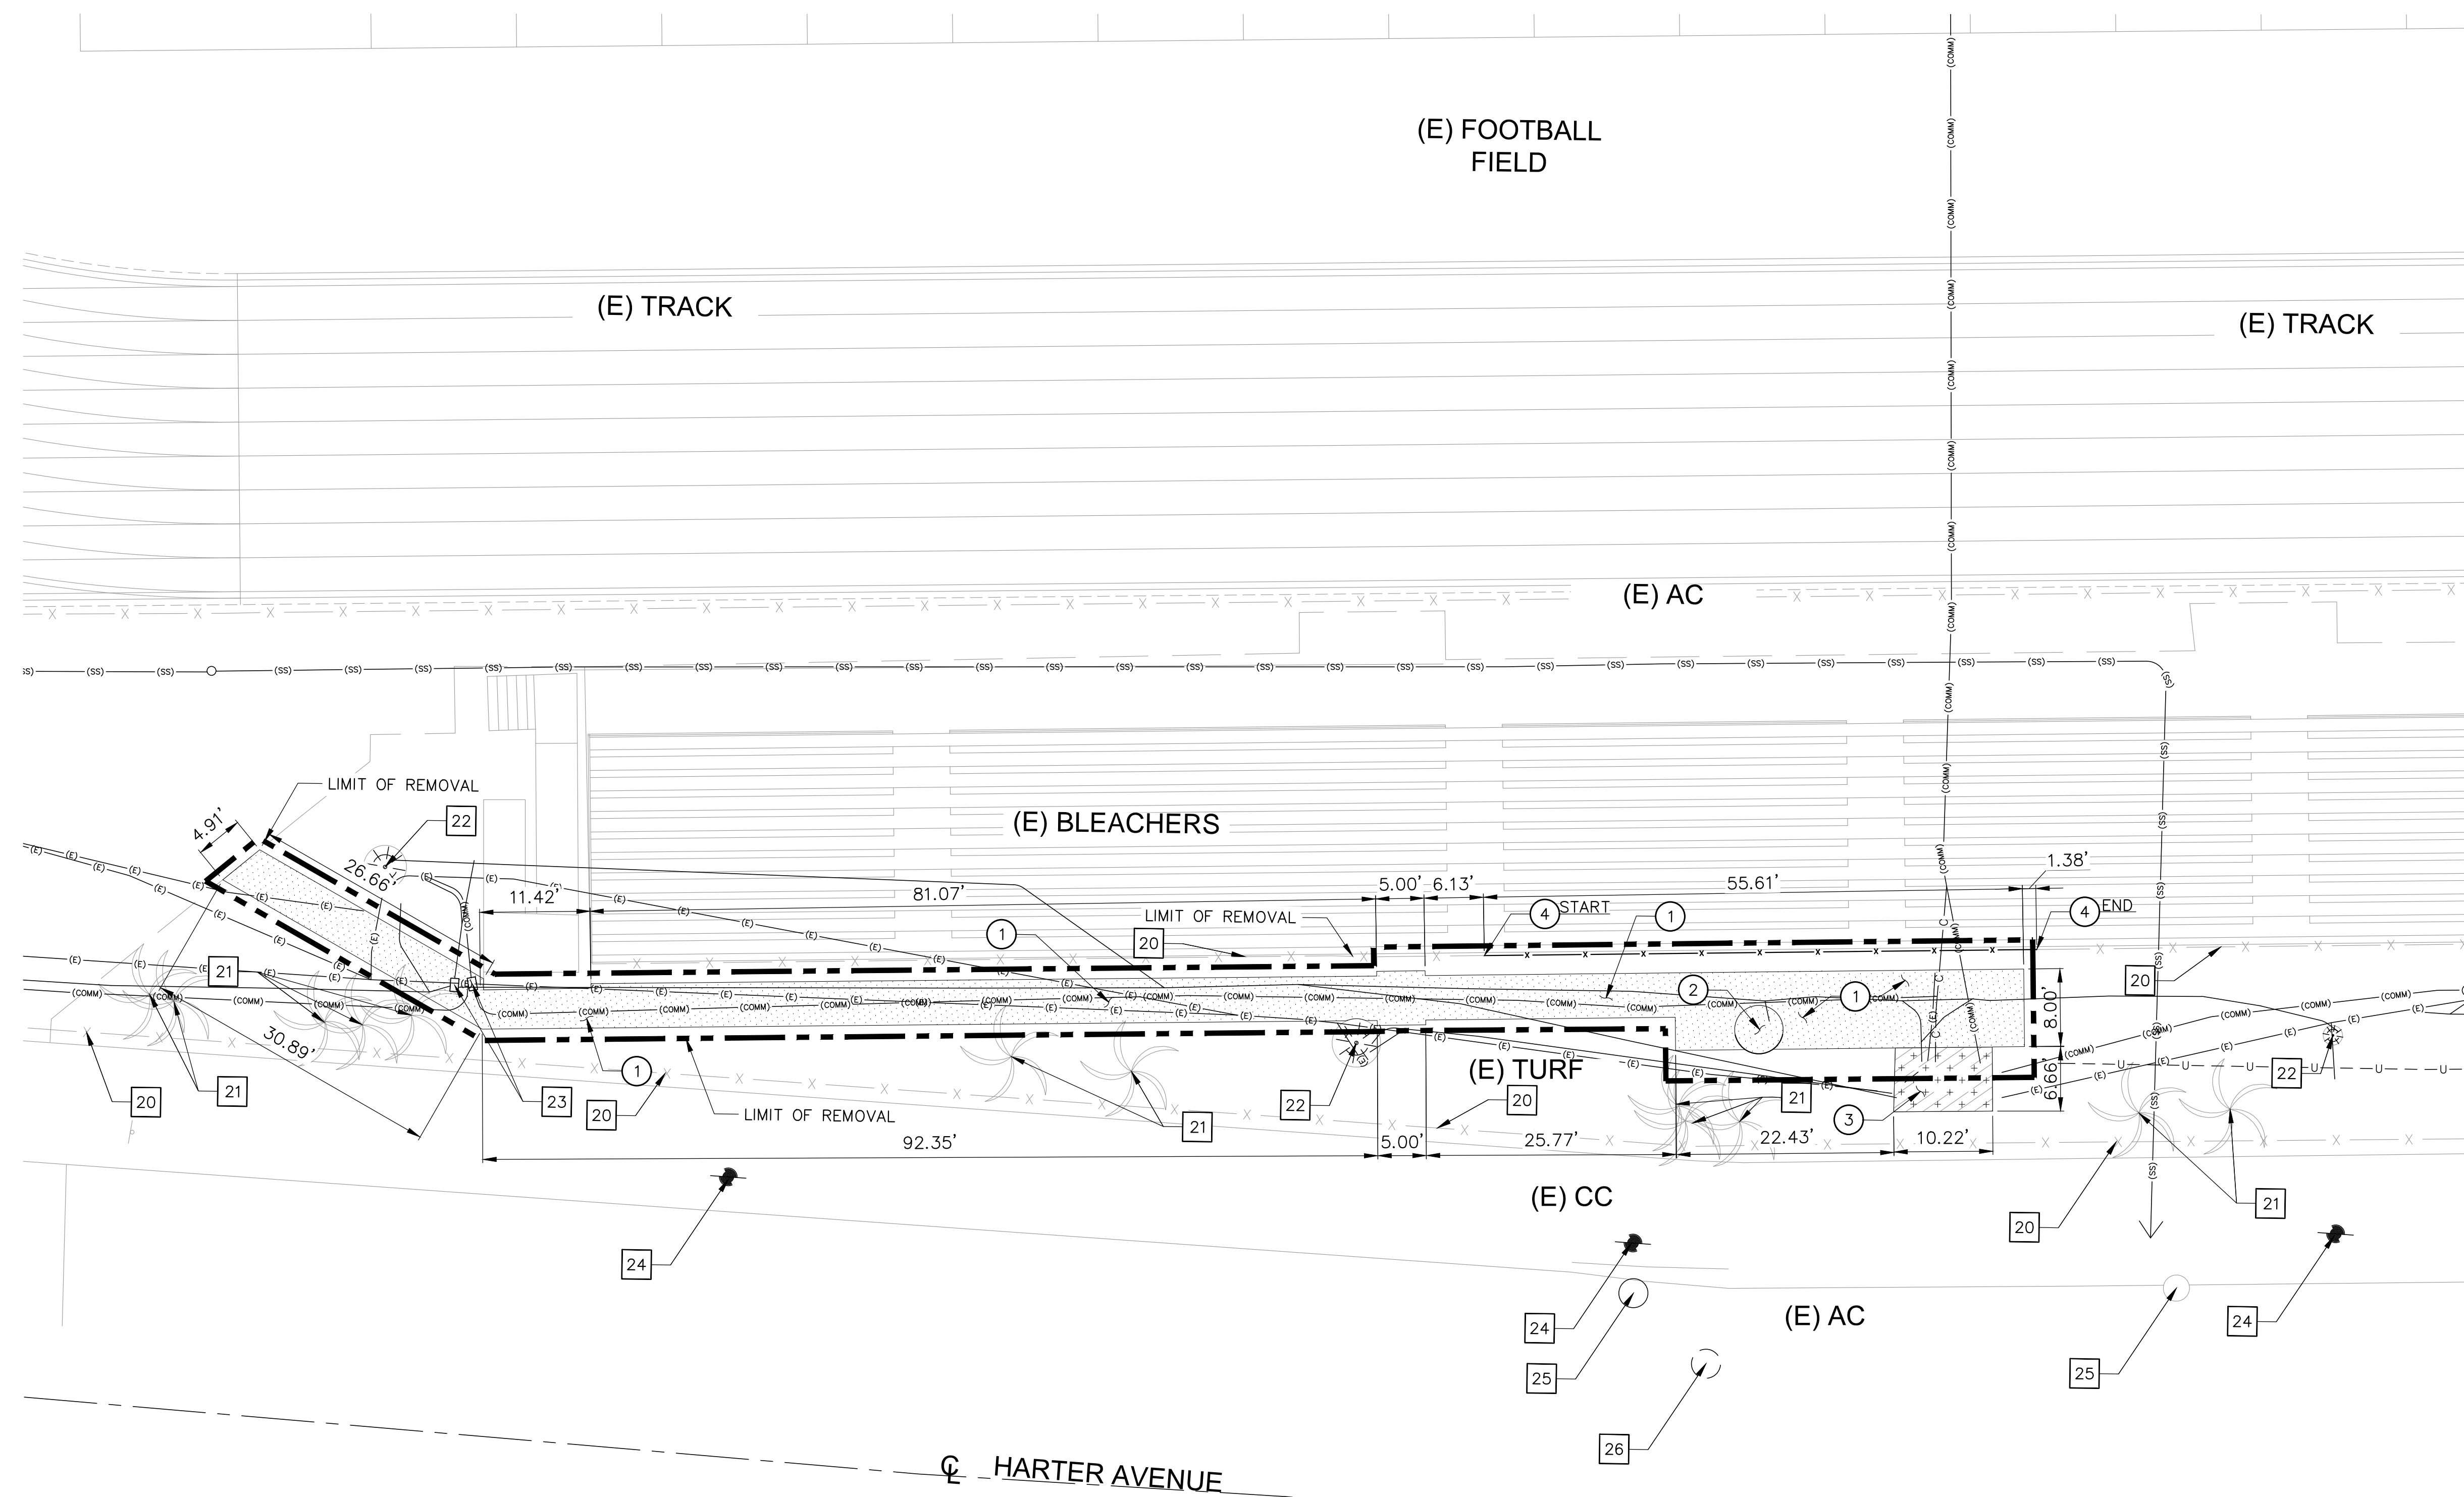 (E) FOOTBALL
FIELD
(E) TRACK
(E) TRACK
(E) AC
LIMIT OF REMOVAL
22
4.91'
26.66'
(E) BLEACHERS
11.42'
81.07'
5.00'
6.13'
55.61'
1.38'
LIMIT OF REMOVAL
4 START
1
4 END
1
20
20
21
2
1
8.00'
30.89'
20
21
23
1
20
LIMIT OF REMOVAL
22
(E) TURF
20
21
3
6.66'
22
21
92.35'
5.00'
25.77'
22.43'
10.22'
24
(E) CC
20
21
24
25
(E) AC
24
25
26
CL HARTER AVENUE
(COMM)
(SS)
(E)
X
U
C